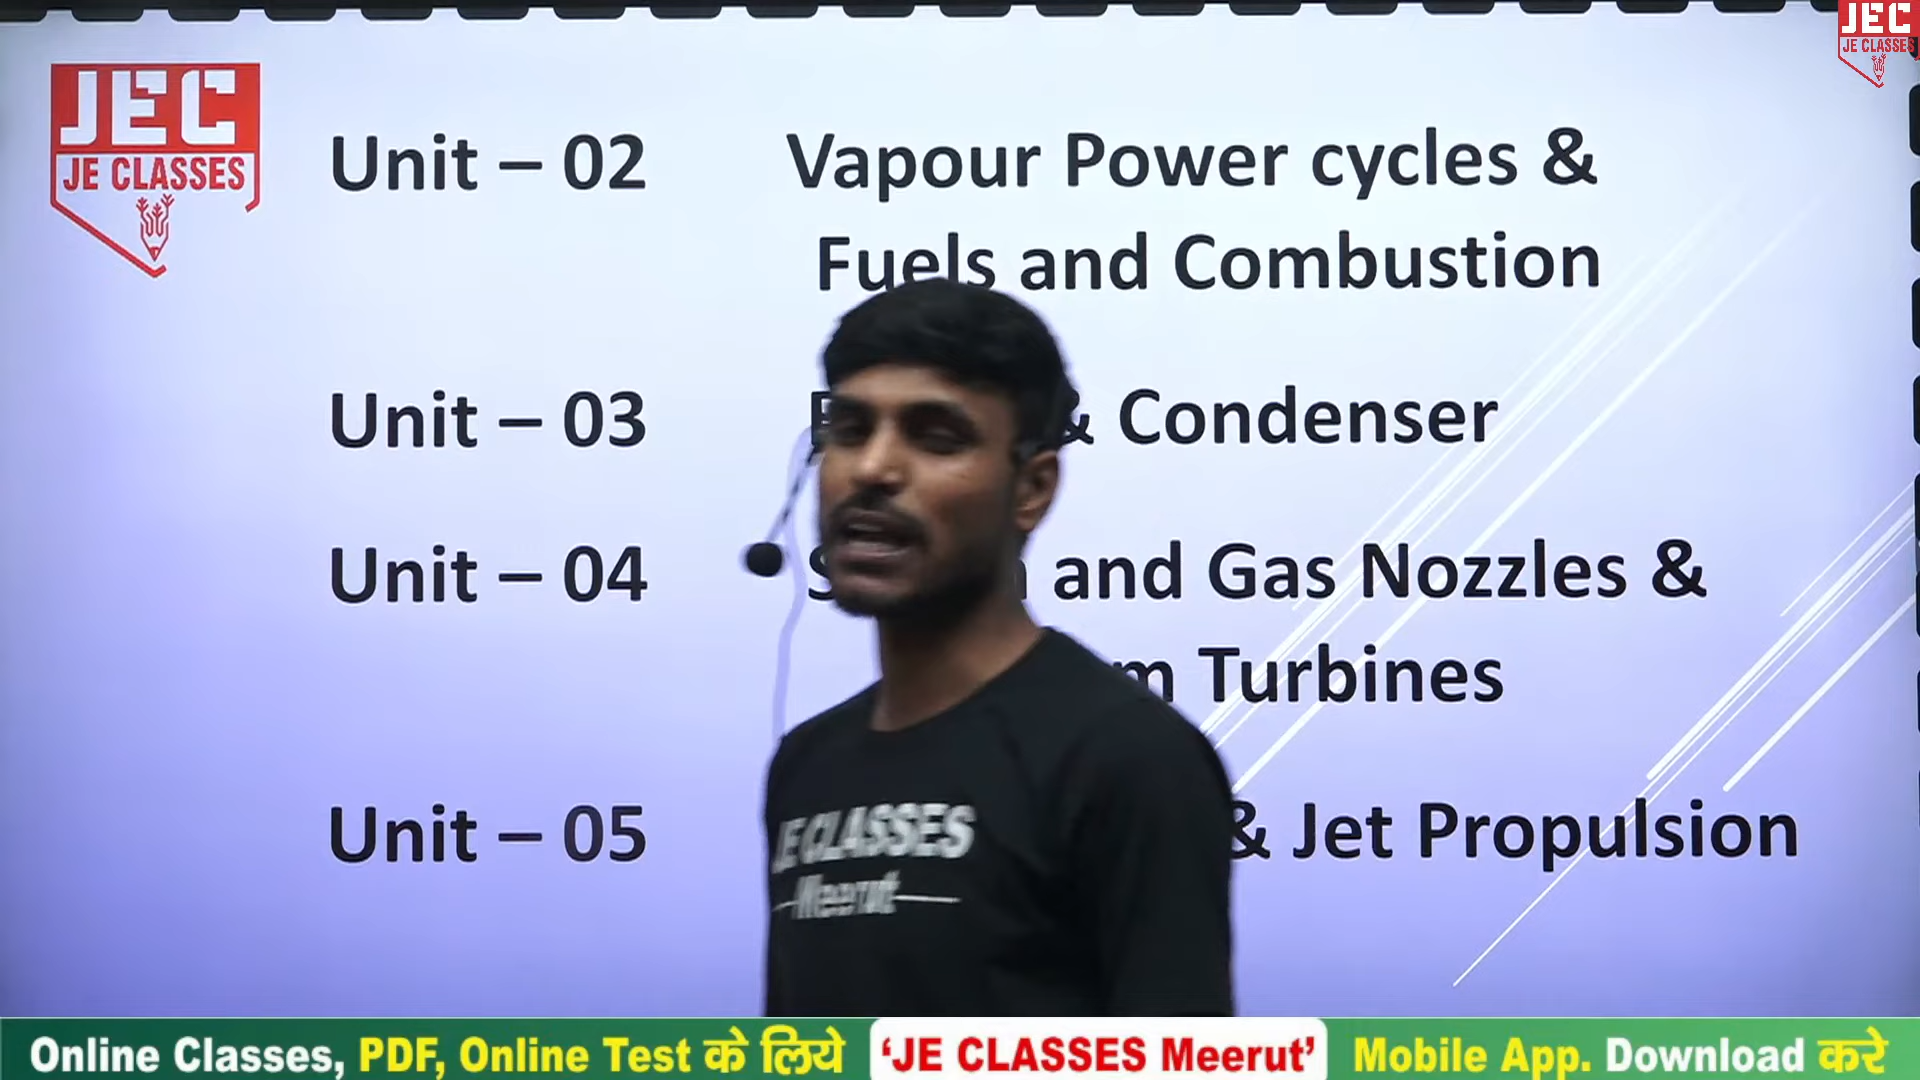 JEC
JE CLASSES
JEC
JE CLASSES
Unit – 02 Vapour Power cycles &
Fuels and Combustion
Unit – 03 & Condenser
Unit – 04 and Gas Nozzles &
Turbines
Unit – 05 & Jet Propulsion
JE CLASSES
Meerut
Online Classes, PDF, Online Test के लिये 'JE CLASSES Meerut' Mobile App. Download करे